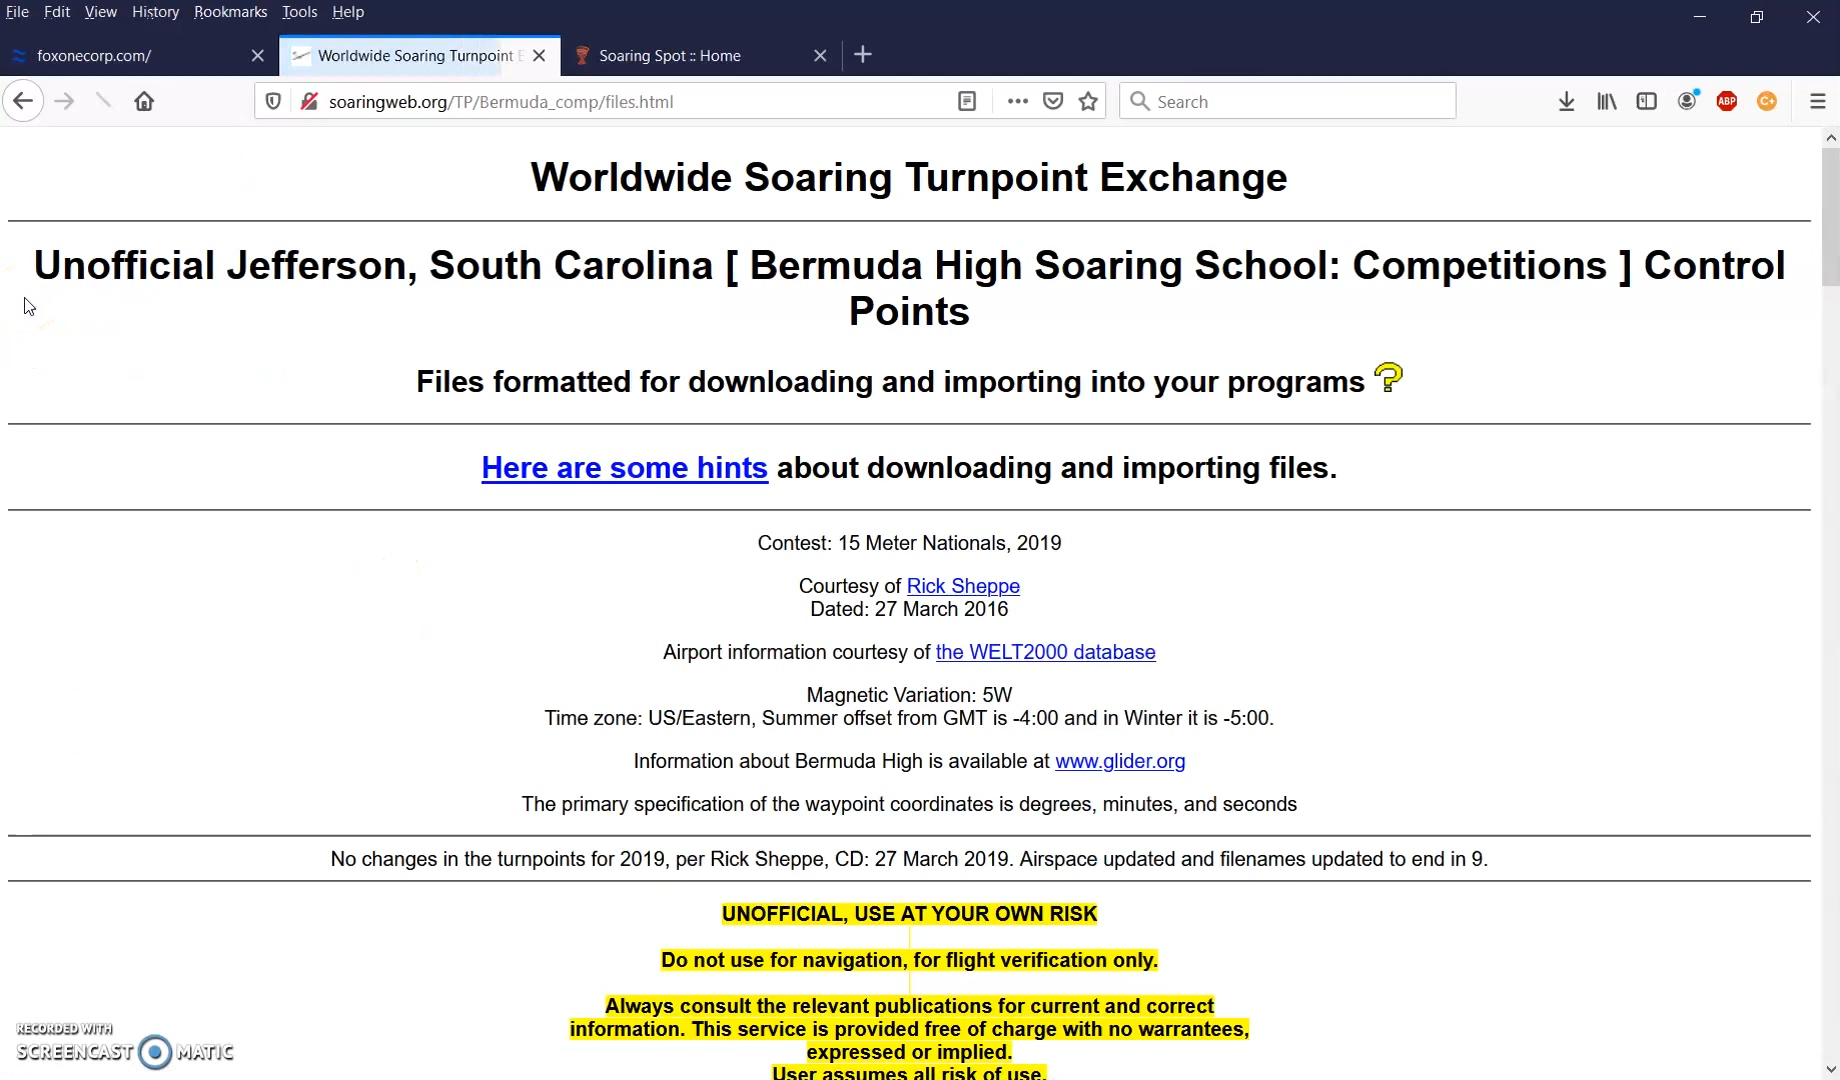 File Edit View History Bookmarks Tools Help
foxonecorp.com/ Worldwide Soaring Turnpoint E Soaring Spot :: Home
soaringweb.org/TP/Bermuda_comp/files.html Search ABP C+
Worldwide Soaring Turnpoint Exchange
Unofficial Jefferson, South Carolina [ Bermuda High Soaring School: Competitions ] Control
Points
Files formatted for downloading and importing into your programs ?
Here are some hints about downloading and importing files.
Contest: 15 Meter Nationals, 2019
Courtesy of Rick Sheppe
Dated: 27 March 2016
Airport information courtesy of the WELT2000 database
Magnetic Variation: 5W
Time zone: US/Eastern, Summer offset from GMT is -4:00 and in Winter it is -5:00.
Information about Bermuda High is available at www.glider.org
The primary specification of the waypoint coordinates is degrees, minutes, and seconds
No changes in the turnpoints for 2019, per Rick Sheppe, CD: 27 March 2019. Airspace updated and filenames updated to end in 9.
UNOFFICIAL, USE AT YOUR OWN RISK
Do not use for navigation, for flight verification only.
Always consult the relevant publications for current and correct
information. This service is provided free of charge with no warrantees,
expressed or implied.
User assumes all risk of use.
RECORDED WITH
SCREENCAST MATIC